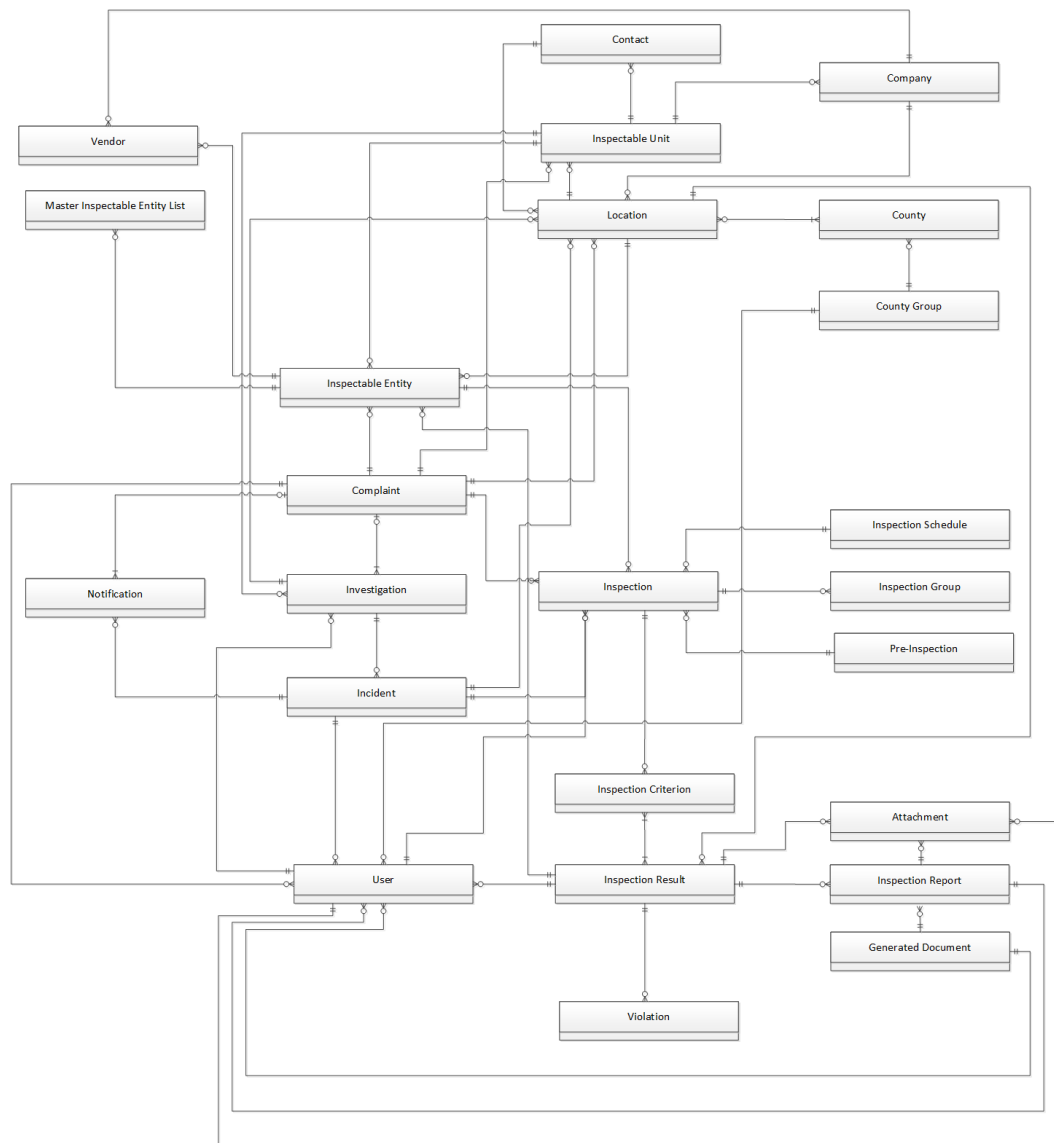 Contact
Company
Vendor
Inspectable Unit
Master Inspectable Entity List
Location
County
County Group
Inspectable Entity
Complaint
Inspection Schedule
Notification
Investigation
Inspection
Inspection Group
Pre-Inspection
Incident
Inspection Criterion
Attachment
User
Inspection Result
Inspection Report
Generated Document
Violation